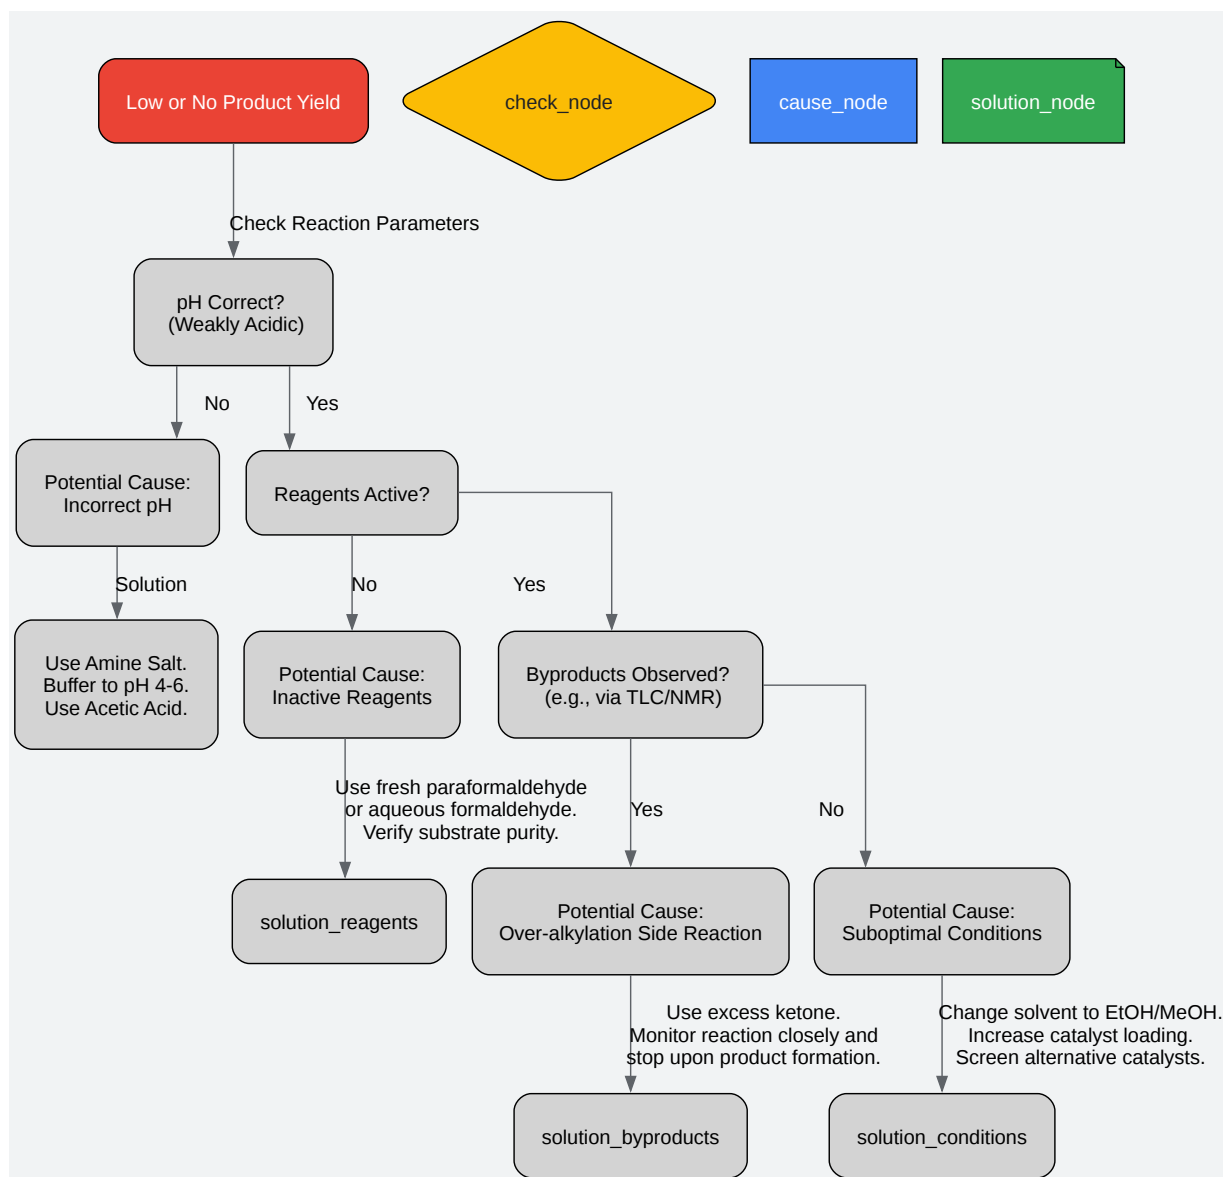 Low or No Product Yield
check_node
cause_node
solution_node
Check Reaction Parameters
pH Correct?
(Weakly Acidic)
No
Yes
Potential Cause:
Incorrect pH
Reagents Active?
Solution
No
Yes
Use Amine Salt.
Buffer to pH 4-6.
Use Acetic Acid.
Potential Cause:
Inactive Reagents
Byproducts Observed?
(e.g., via TLC/NMR)
Use fresh paraformaldehyde
or aqueous formaldehyde.
Verify substrate purity.
Yes
No
solution_reagents
Potential Cause:
Over-alkylation Side Reaction
Potential Cause:
Suboptimal Conditions
Use excess ketone.
Monitor reaction closely and
stop upon product formation.
Change solvent to EtOH/MeOH.
Increase catalyst loading.
Screen alternative catalysts.
solution_byproducts
solution_conditions